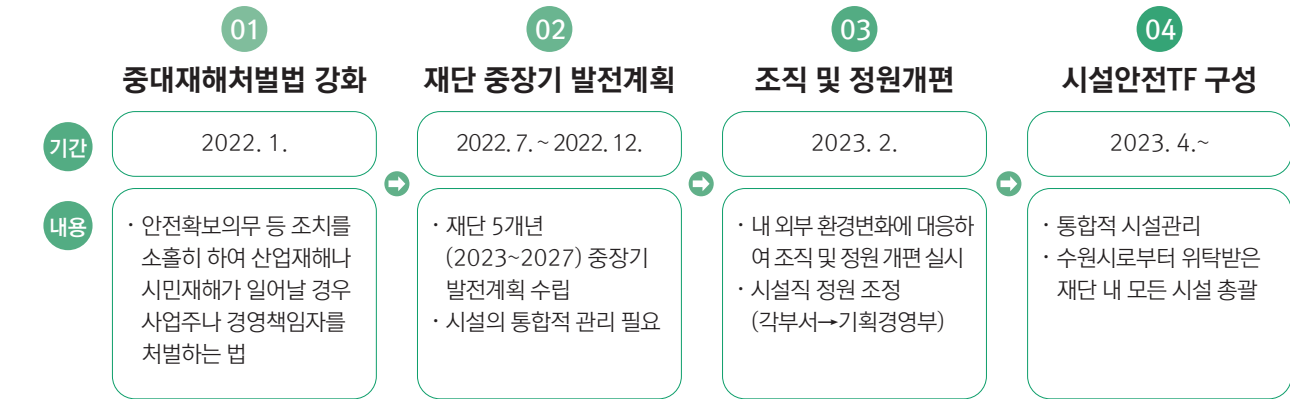 01
중대재해처벌법 강화
02
재단 중장기 발전계획
03
조직 및 정원개편
04
시설안전TF 구성
기간
2022. 1.
2022. 7. ~ 2022. 12.
2023. 2.
2023. 4.~
내용
· 안전확보의무 등 조치를
소홀히 하여 산업재해나
시민재해가 일어날 경우
사업주나 경영책임자를
처벌하는 법
· 재단 5개년
(2023~2027) 중장기
발전계획 수립
· 시설의 통합적 관리 필요
· 내 외부 환경변화에 대응하
여 조직 및 정원 개편 실시
· 시설직 정원 조정
(각부서→기획경영부)
· 통합적 시설관리
· 수원시로부터 위탁받은
재단 내 모든 시설 총괄